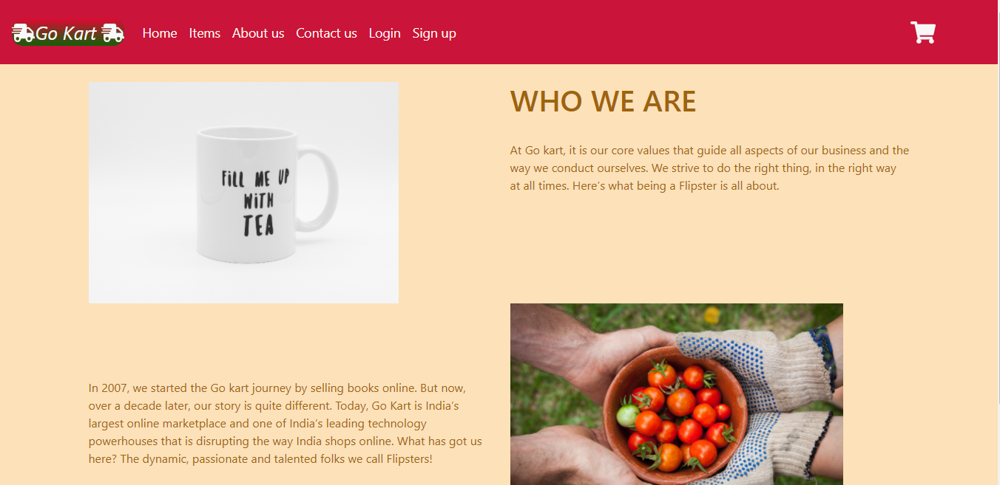 Go Kart
Home Items About us Contact us Login Sign up
FILL ME UP
WITH
TEA
WHO WE ARE
At Go kart, it is our core values that guide all aspects of our business and the
way we conduct ourselves. We strive to do the right thing, in the right way
at all times. Here's what being a Flipster is all about.
In 2007, we started the Go kart journey by selling books online. But now,
over a decade later, our story is quite different. Today, Go Kart is India's
largest online marketplace and one of India's leading technology
powerhouses that is disrupting the way India shops online. What has got us
here? The dynamic, passionate and talented folks we call Flipsters!